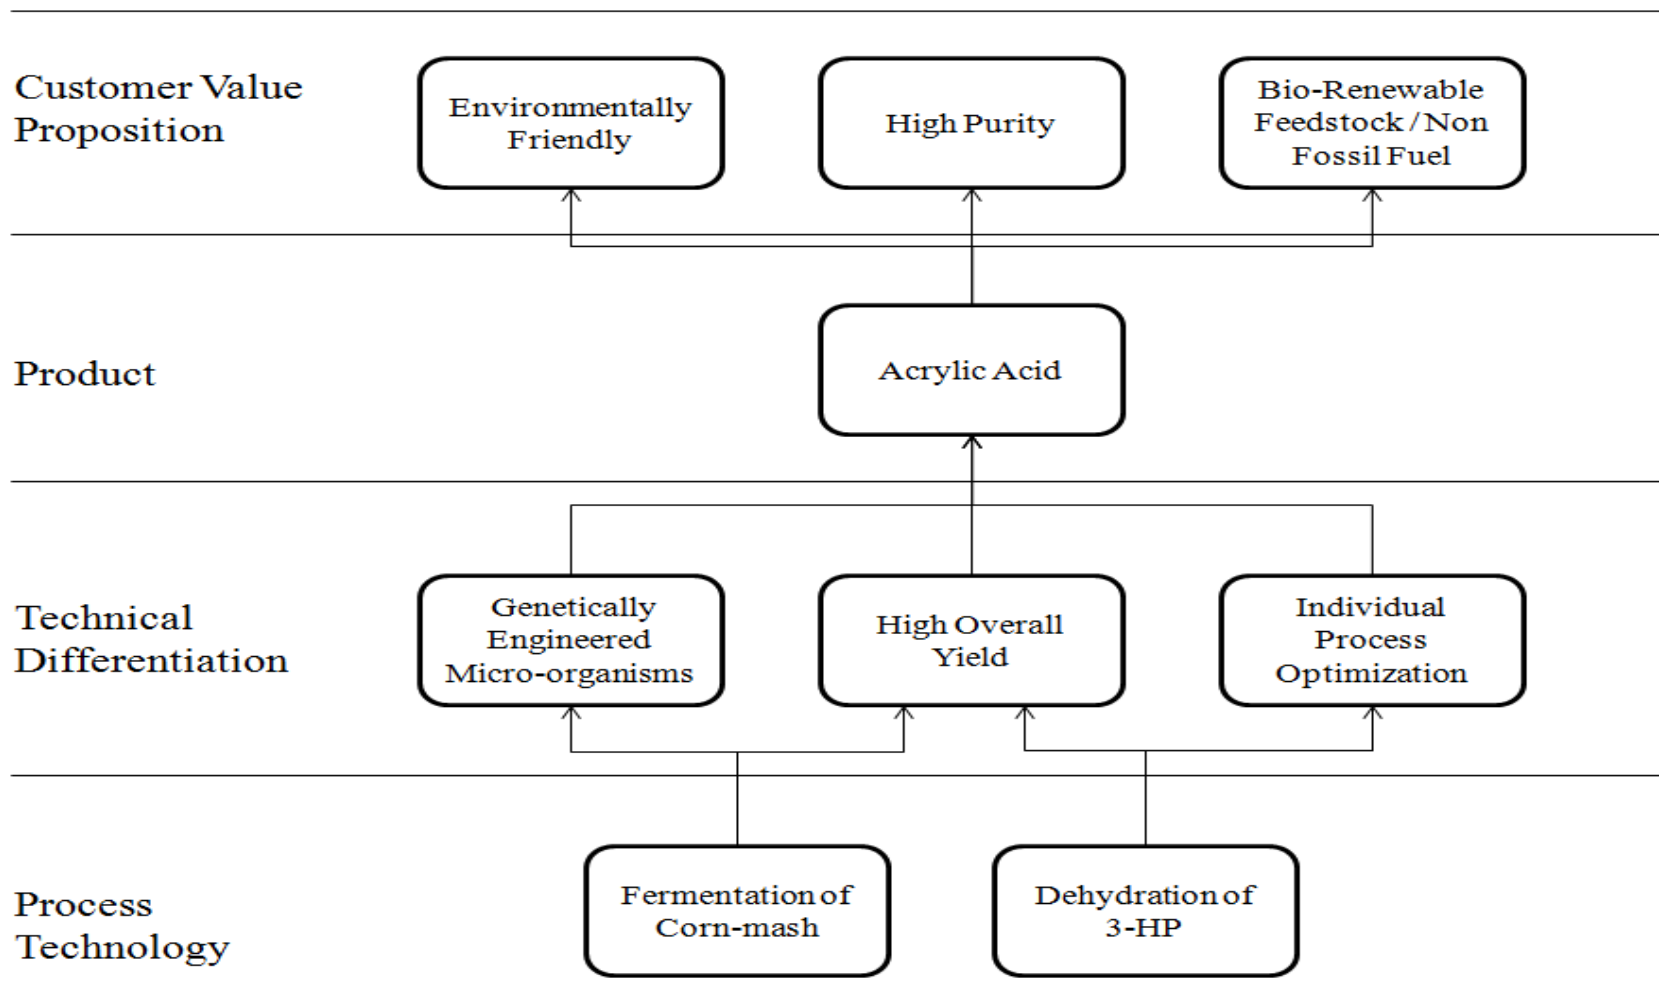 Customer Value
Proposition
Environmentally
Friendly
High Purity
Bio-Renewable
Feedstock / Non
Fossil Fuel
Product
Acrylic Acid
Technical
Differentiation
Genetically
Engineered
Micro-organisms
High Overall
Yield
Individual
Process
Optimization
Process
Technology
Fermentation of
Corn-mash
Dehydration of
3-HP